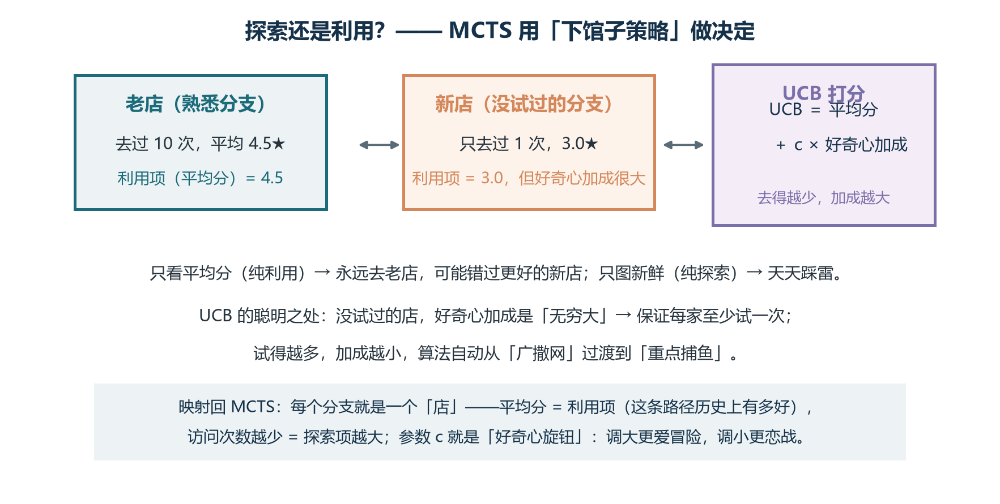 探索还是利用？—— MCTS 用「下馆子策略」做决定
老店（熟悉分支）
去过 10 次，平均 4.5★
利用项（平均分）= 4.5
新店（没试过的分支）
只去过 1 次，3.0★
利用项 = 3.0，但好奇心加成很大
UCB 打分
UCB = 平均分
+ c × 好奇心加成
去得越少，加成越大
只看平均分（纯利用）→ 永远去老店，可能错过更好的新店；只图新鲜（纯探索）→ 天天踩雷。
UCB 的聪明之处：没试过的店，好奇心加成是「无穷大」→ 保证每家至少试一次；
试得越多，加成越小，算法自动从「广撒网」过渡到「重点捕鱼」。
映射回 MCTS：每个分支就是一个「店」——平均分 = 利用项（这条路径历史上有多好），
访问次数越少 = 探索项越大；参数 c 就是「好奇心旋钮」：调大更爱冒险，调小更恋战。